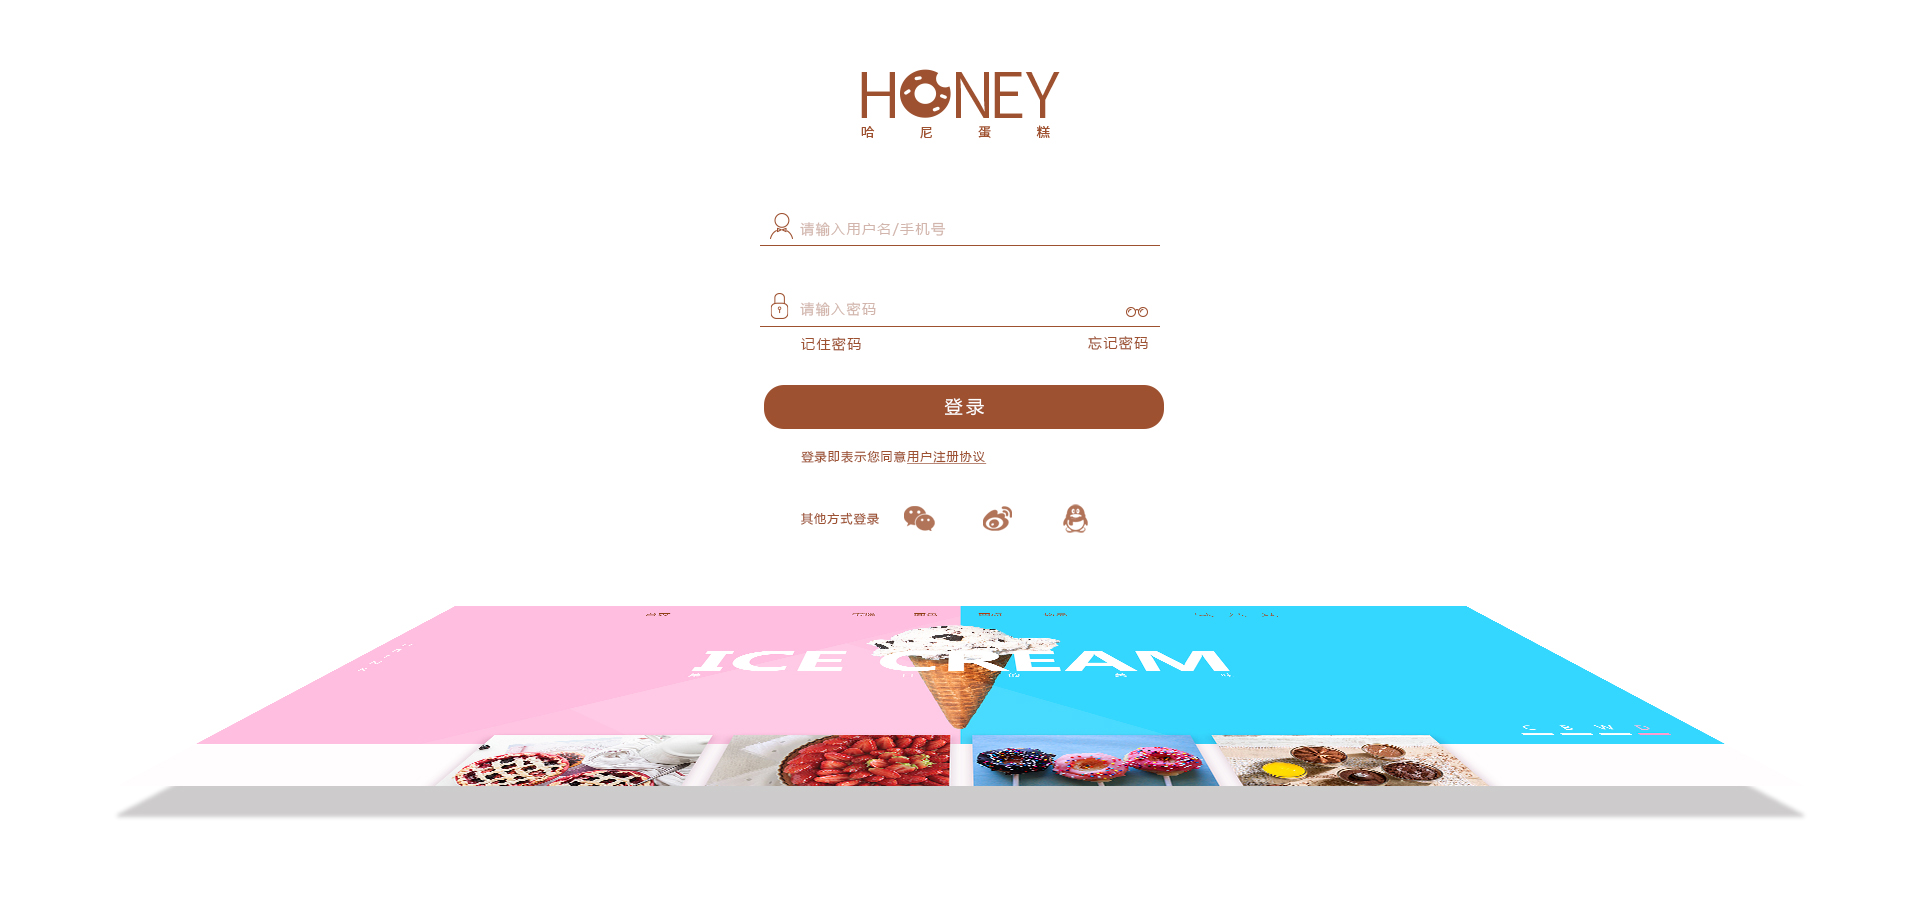 HONEY
哈尼蛋糕
请输入用户名/手机号
请输入密码
记住密码
忘记密码
登录
登录即表示您同意用户注册协议
其他方式登录
ICE CREAM
C B W D